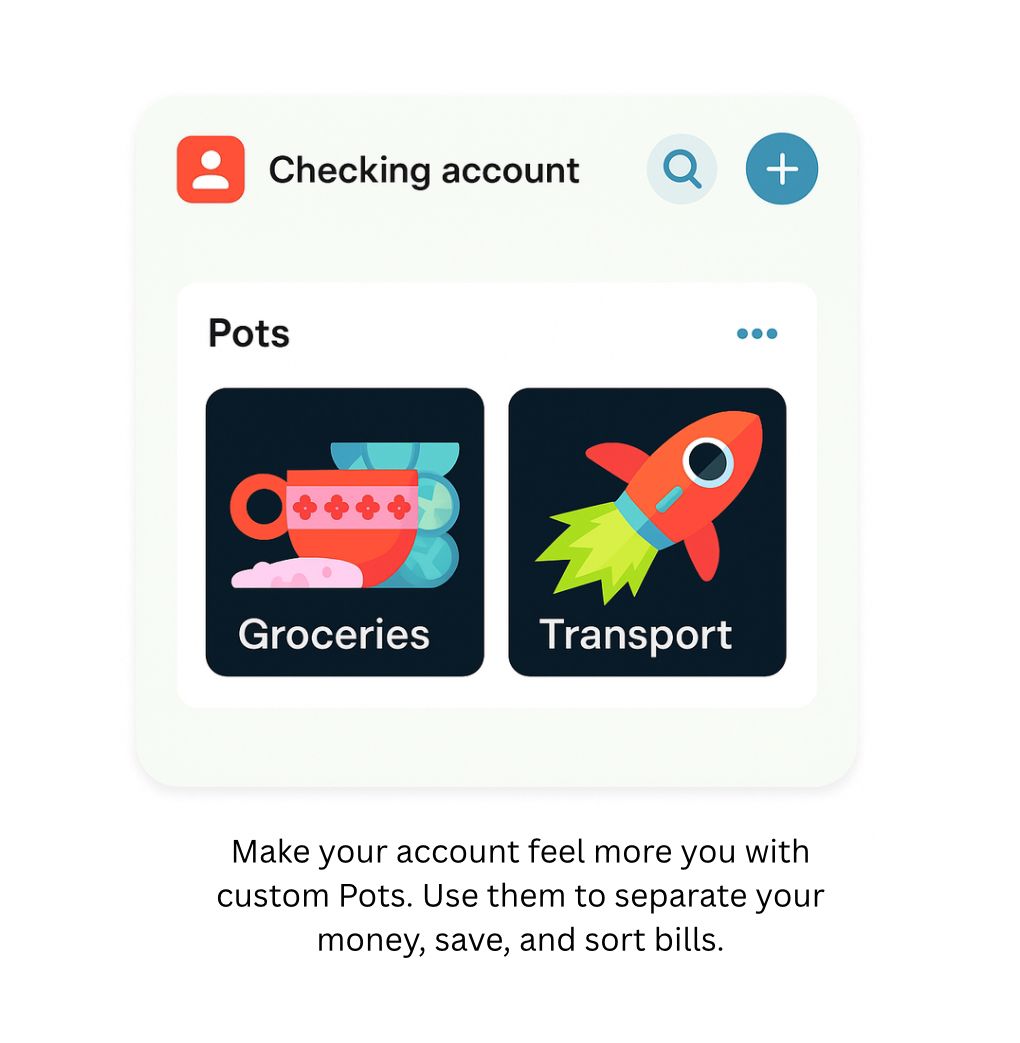 Checking account
Pots
Groceries
Transport
Make your account feel more you with
custom Pots. Use them to separate your
money, save, and sort bills.